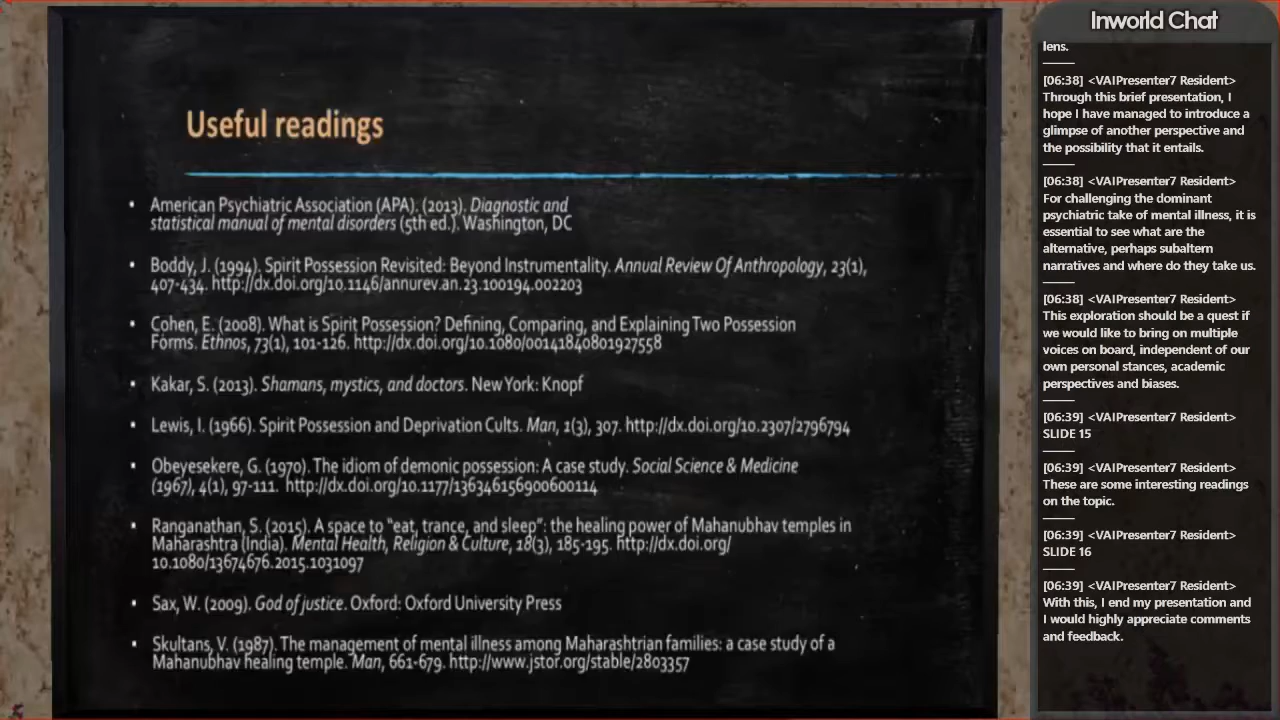 Useful readings
American Psychiatric Association (APA). (2013). Diagnostic and
statistical manual of mental disorders (5th ed.). Washington, DC
Boddy, J. (1994). Spirit Possession Revisited: Beyond Instrumentality. Annual Review Of Anthropology, 23(1),
407-434. http://dx.doi.org/10.1146/annurev.an.23.100194.002203
Cohen, E. (2008). What is Spirit Possession? Defining, Comparing, and Explaining Two Possession
Forms. Ethnos, 73(1), 101-126. http://dx.doi.org/10.1080/00141840801927558
Kakar, S. (2013). Shamans, mystics, and doctors. New York: Knopf
Lewis, I. (1966). Spirit Possession and Deprivation Cults. Man, 1(3), 307. http://dx.doi.org/10.2307/2796794
Obeyesekere, G. (1970). The idiom of demonic possession: A case study. Social Science & Medicine
(1967), 4(1), 97-111. http://dx.doi.org/10.1177/136346156900600114
Ranganathan, S. (2015). A space to "eat, trance, and sleep": the healing power of Mahanubhav temples in
Maharashtra (India). Mental Health, Religion & Culture, 18(3), 185-195. http://dx.doi.org/
10.1080/13674676.2015.1031097
Sax, W. (2009). God of justice. Oxford: Oxford University Press
Skultans, V. (1987). The management of mental illness among Maharashtrian families: a case study of a
Mahanubhav healing temple. Man, 661-679. http://www.jstor.org/stable/2803357
Inworld Chat
lens.
[06:38] <VAIPresenter7 Resident>
Through this brief presentation, I
hope I have managed to introduce a
glimpse of another perspective and
the possibility that it entails.
[06:38] <VAIPresenter7 Resident>
For challenging the dominant
psychiatric take of mental illness, it is
essential to see what are the
alternative, perhaps subaltern
narratives and where do they take us.
[06:38] <VAIPresenter7 Resident>
This exploration should be a quest if
we would like to bring on multiple
voices on board, independent of our
own personal stances, academic
perspectives and biases.
[06:39] <VAIPresenter7 Resident>
SLIDE 15
[06:39] <VAIPresenter7 Resident>
These are some interesting readings
on the topic.
[06:39] <VAIPresenter7 Resident>
SLIDE 16
[06:39] <VAIPresenter7 Resident>
With this, I end my presentation and
I would highly appreciate comments
and feedback.